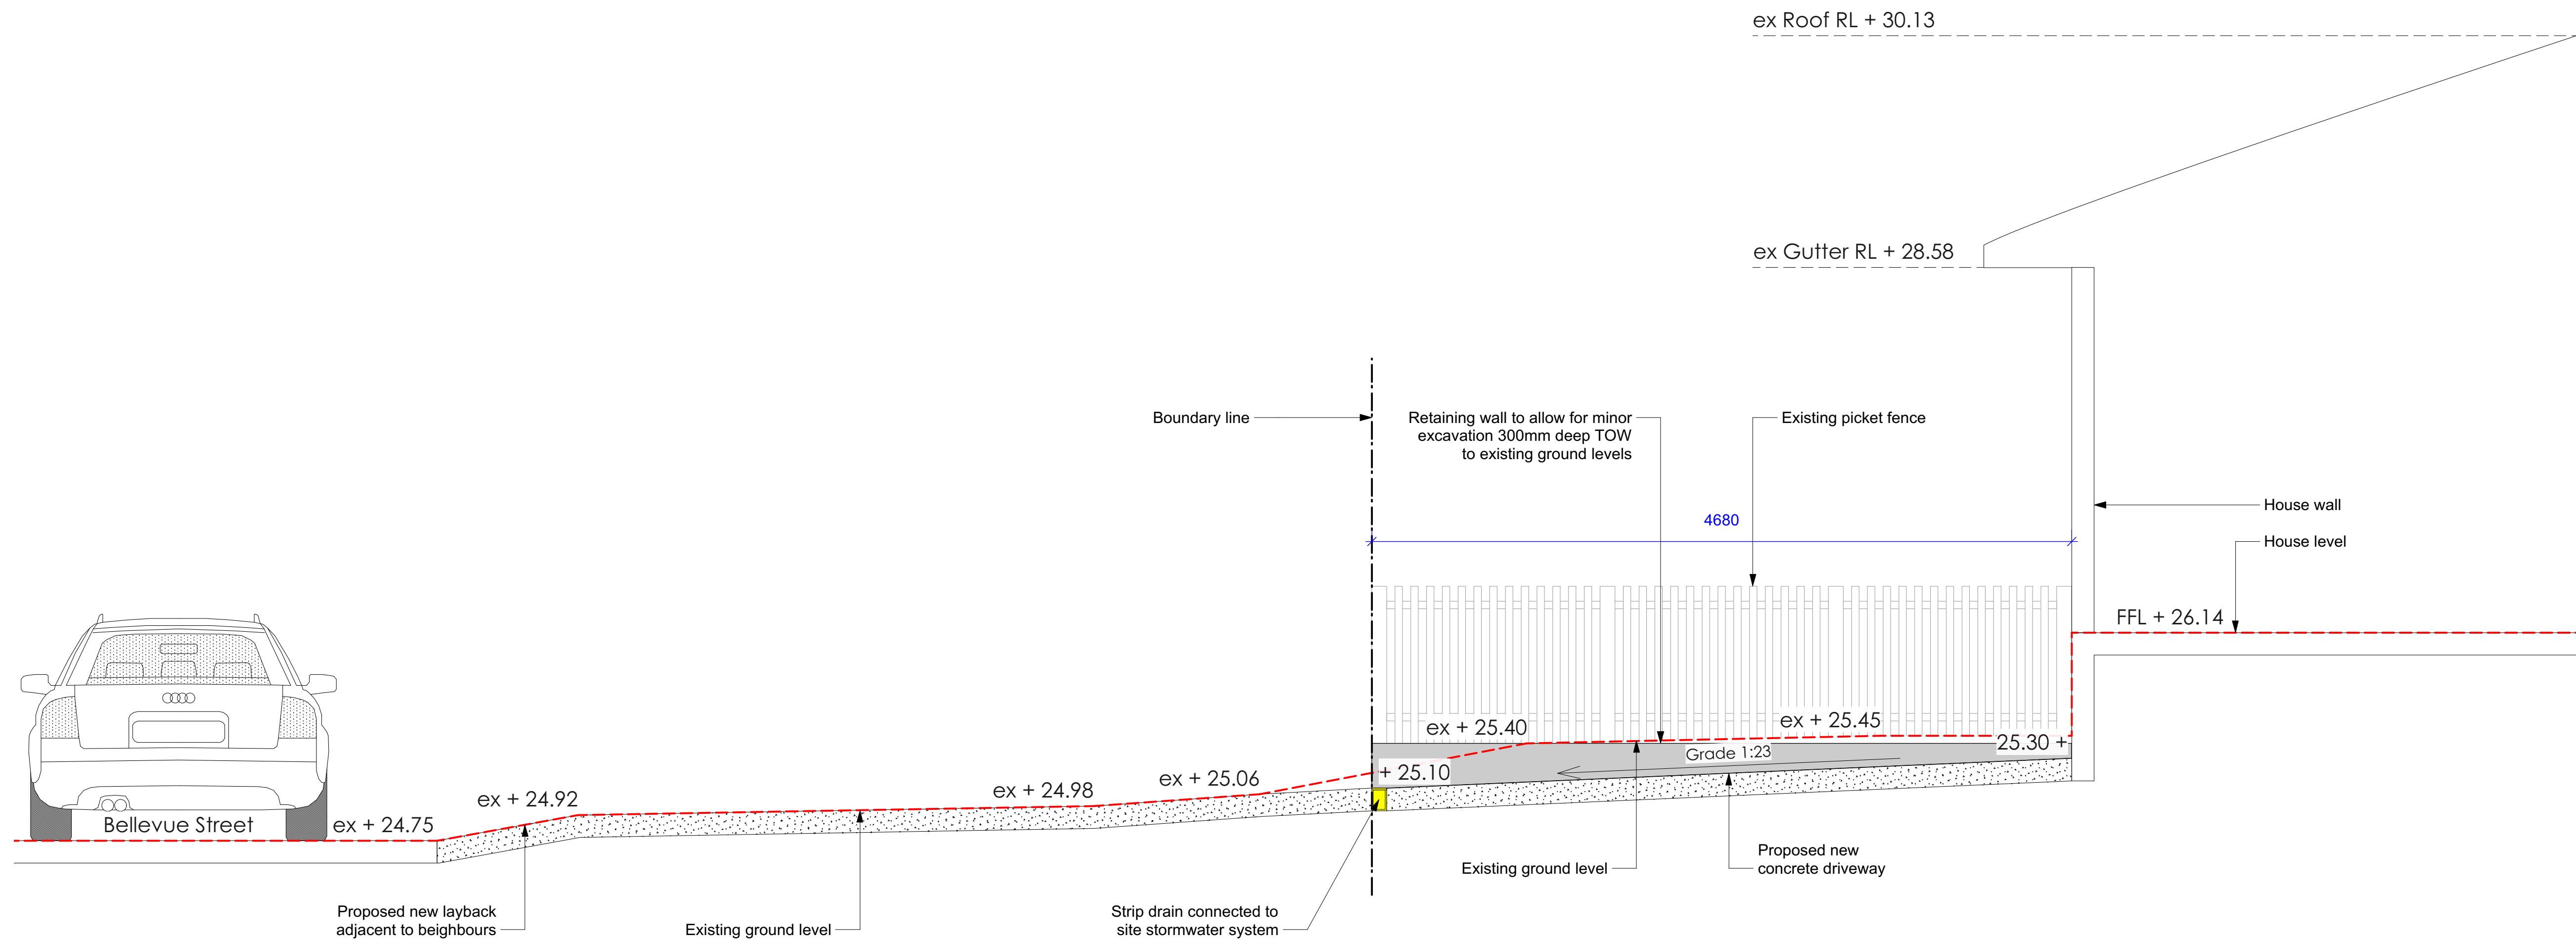 ex Roof RL + 30.13
ex Gutter RL + 28.58
Boundary line
Retaining wall to allow for minor
excavation 300mm deep TOW
to existing ground levels
Existing picket fence
House wall
4680
House level
FFL + 26.14
ex + 25.40
ex + 25.45
25.30 +
Grade 1:23
+ 25.10
ex + 25.06
ex + 24.98
ex + 24.92
Bellevue Street
ex + 24.75
Existing ground level
Proposed new
concrete driveway
Proposed new layback
adjacent to beighbours
Existing ground level
Strip drain connected to
site stormwater system